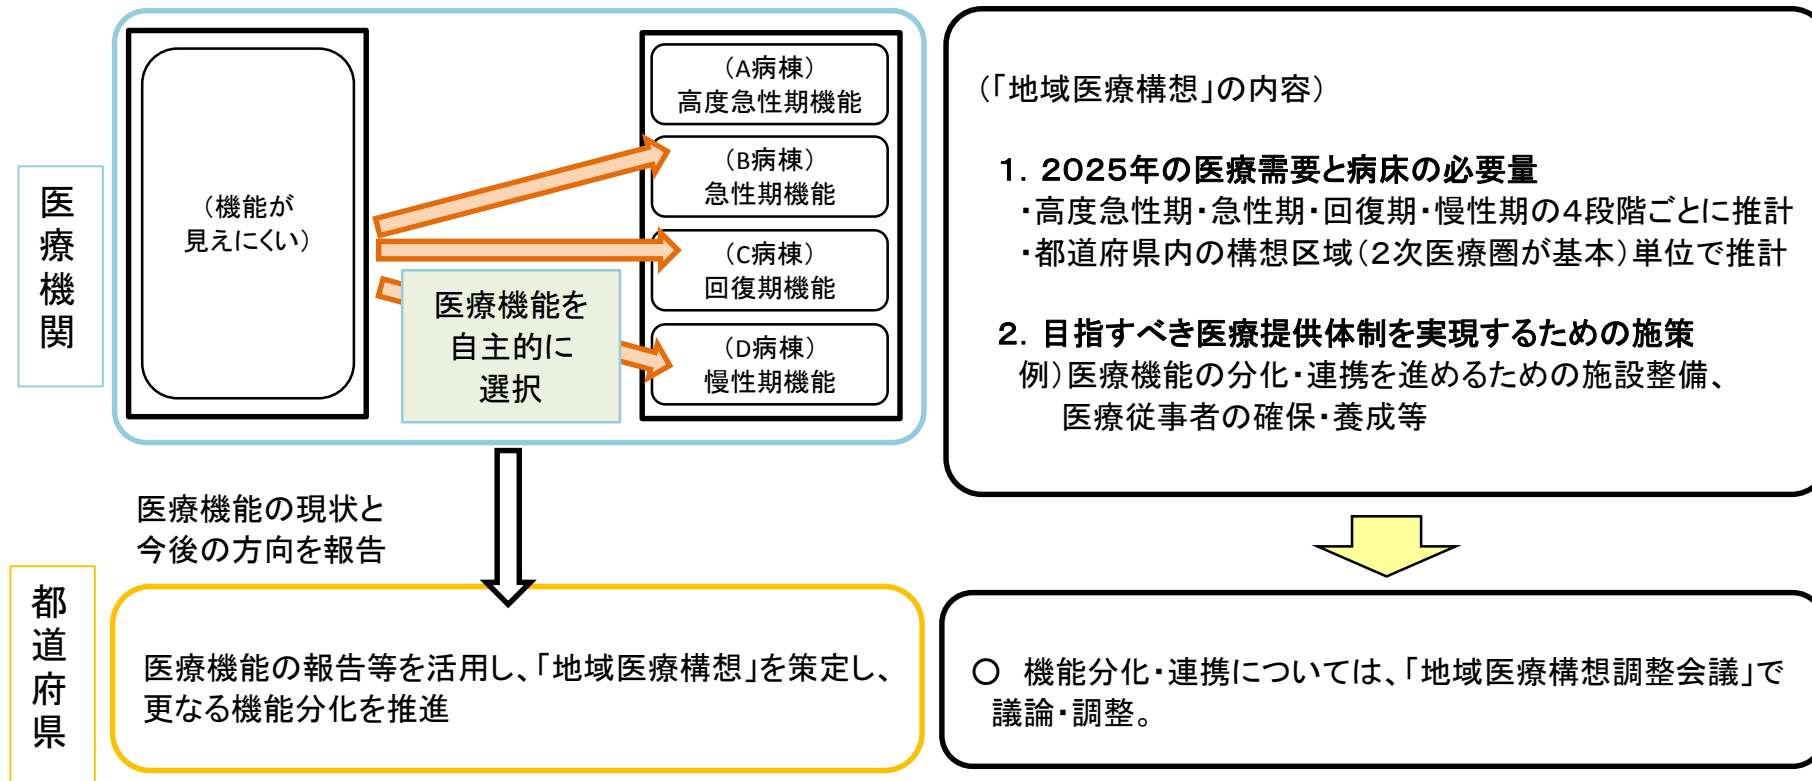 医療機関
（機能が
見えにくい）
医療機能を
自主的に
選択
（A病棟）
高度急性期機能
（B病棟）
急性期機能
（C病棟）
回復期機能
（D病棟）
慢性期機能
医療機能の現状と
今後の方向を報告
都道府県
医療機能の報告等を活用し、「地域医療構想」を策定し、
更なる機能分化を推進
（「地域医療構想」の内容）
１．２０２５年の医療需要と病床の必要量
・高度急性期・急性期・回復期・慢性期の４段階ごとに推計
・都道府県内の構想区域（２次医療圏が基本）単位で推計
２．目指すべき医療提供体制を実現するための施策
例）医療機能の分化・連携を進めるための施設整備、
医療従事者の確保・養成等
○　機能分化・連携については、「地域医療構想調整会議」で
議論・調整。